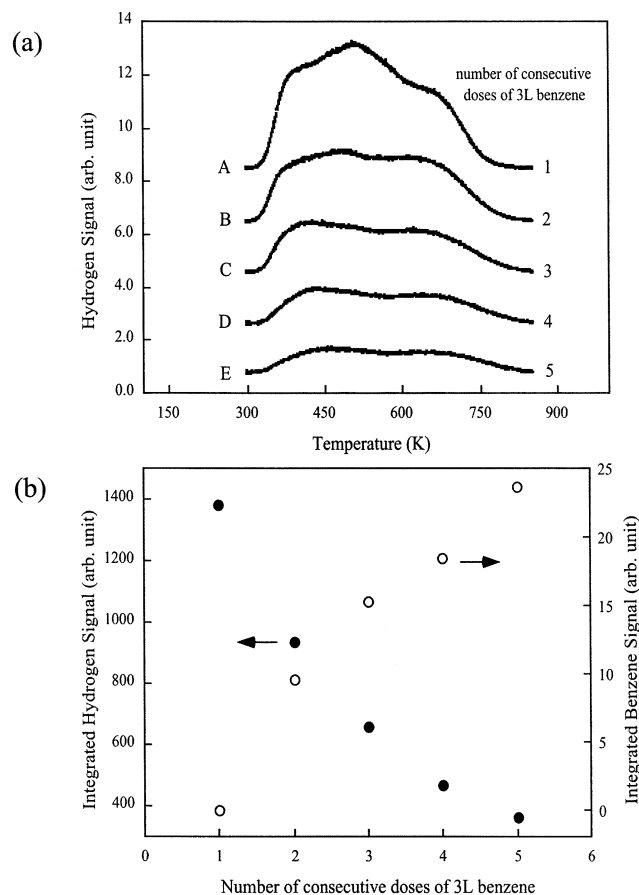 (a)
14
12
10
8.0
6.0
4.0
2.0
0.0
Hydrogen Signal (arb. unit)
number of consecutive
doses of 3L benzene
A 1
B 2
C 3
D 4
E 5
150 300 450 600 750 900
Temperature (K)
(b)
1400
1200
1000
800
600
400
Integrated Hydrogen Signal (arb. unit)
25
20
15
10
5
0
Integrated Benzene Signal (arb. unit)
0 1 2 3 4 5 6
Number of consecutive doses of 3L benzene